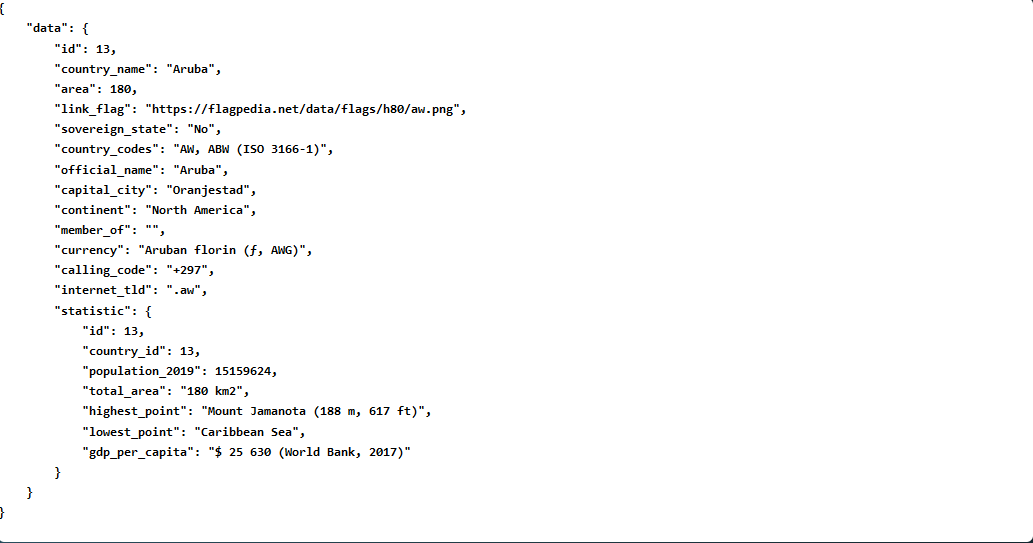 {
    "data": {
        "id": 13,
        "country_name": "Aruba",
        "area": 180,
        "link_flag": "https://flagpedia.net/data/flags/h80/aw.png",
        "sovereign_state": "No",
        "country_codes": "AW, ABW (ISO 3166-1)",
        "official_name": "Aruba",
        "capital_city": "Oranjestad",
        "continent": "North America",
        "member_of": "",
        "currency": "Aruban florin (ƒ, AWG)",
        "calling_code": "+297",
        "internet_tld": ".aw",
        "statistic": {
            "id": 13,
            "country_id": 13,
            "population_2019": 15159624,
            "total_area": "180 km2",
            "highest_point": "Mount Jamanota (188 m, 617 ft)",
            "lowest_point": "Caribbean Sea",
            "gdp_per_capita": "$ 25 630 (World Bank, 2017)"
        }
    }
}